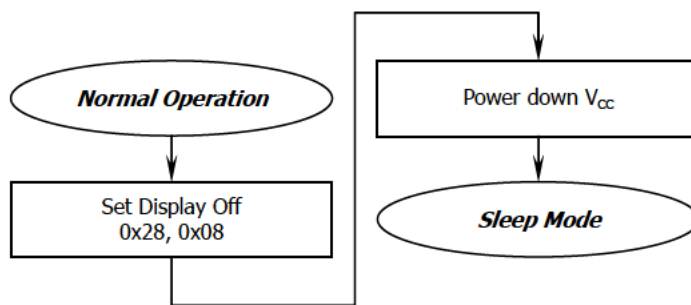 Normal Operation
Set Display Off
0x28, 0x08
Power down Vcc
Sleep Mode